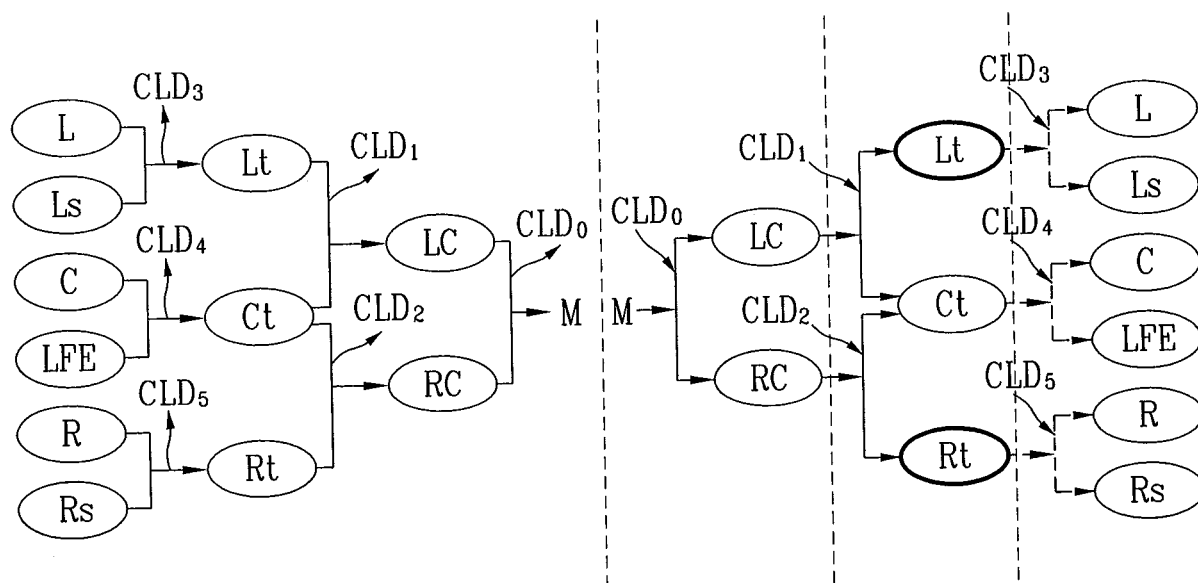 L
Ls
C
LFE
R
Rs
CLD₃
CLD₄
CLD₅
Lt
Ct
Rt
CLD₁
CLD₂
LC
RC
CLD₀
M
M
CLD₀
LC
RC
CLD₁
CLD₂
Lt
Ct
Rt
CLD₃
CLD₄
CLD₅
L
Ls
C
LFE
R
Rs